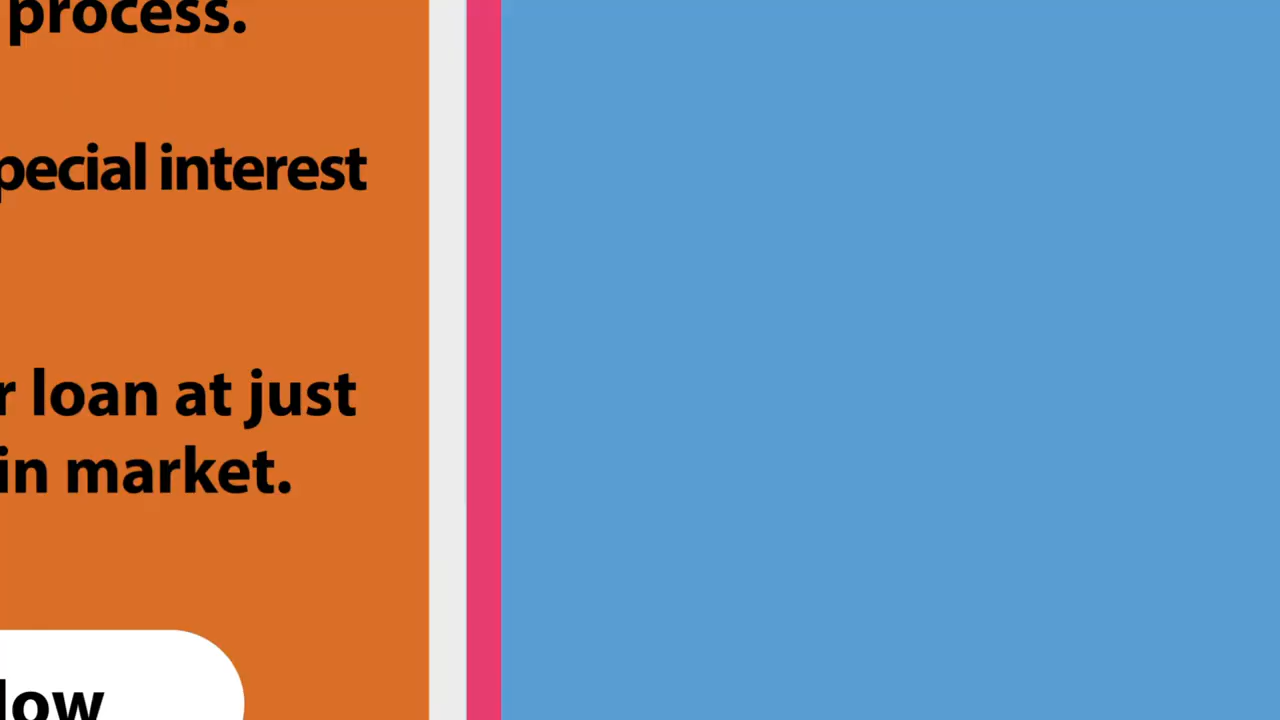 process.
pecial interest
r loan at just
in market.
low